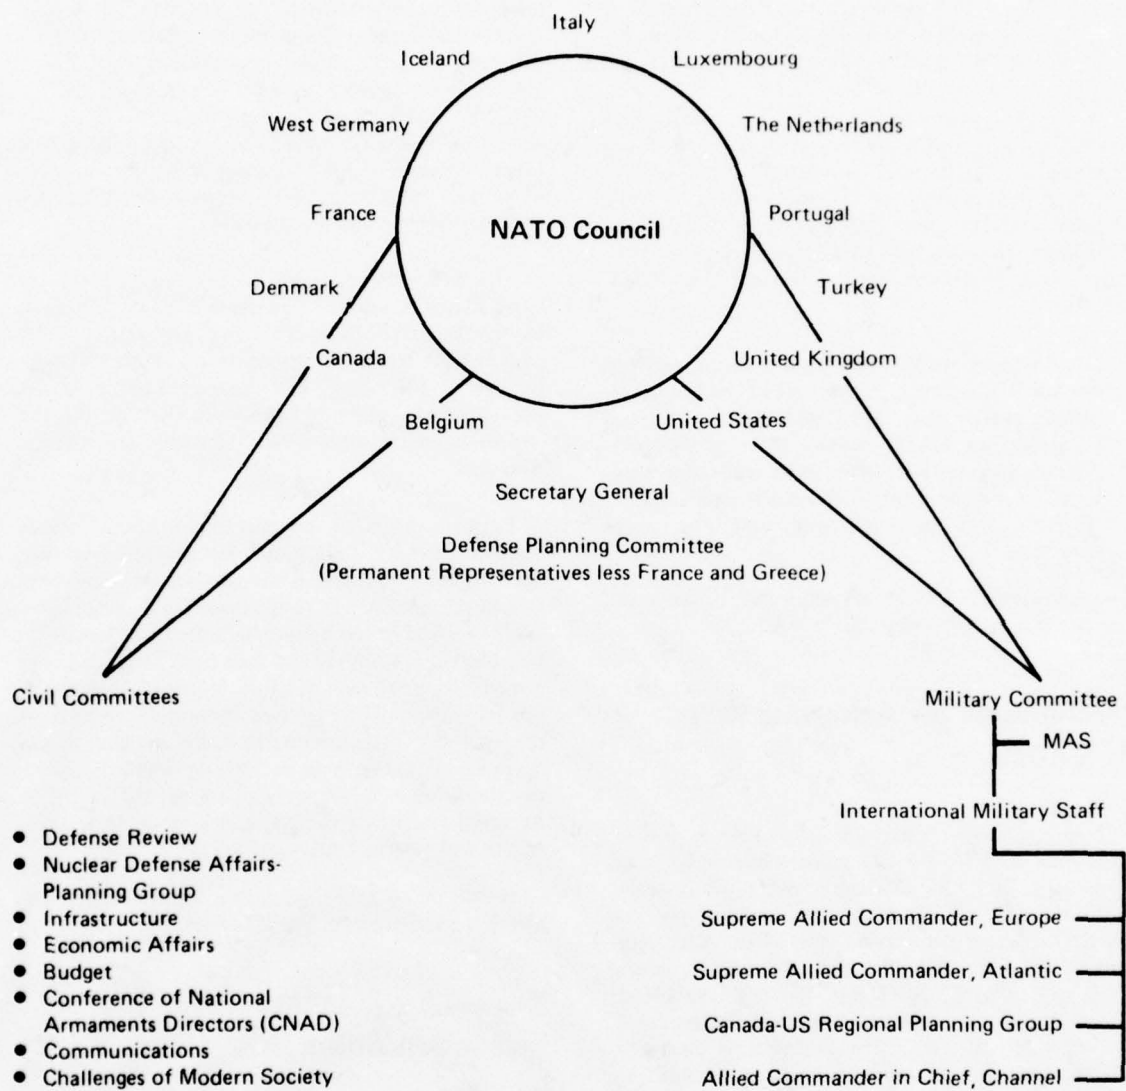 Italy
Iceland
Luxembourg
West Germany
The Netherlands
France
NATO Council
Portugal
Denmark
Turkey
Canada
United Kingdom
Belgium
United States
Secretary General
Defense Planning Committee
(Permanent Representatives less France and Greece)
Civil Committees
Military Committee
MAS
International Military Staff
● Defense Review
● Nuclear Defense Affairs-
Planning Group
● Infrastructure
● Economic Affairs
● Budget
● Conference of National
Armaments Directors (CNAD)
● Communications
● Challenges of Modern Society
Supreme Allied Commander, Europe
Supreme Allied Commander, Atlantic
Canada-US Regional Planning Group
Allied Commander in Chief, Channel